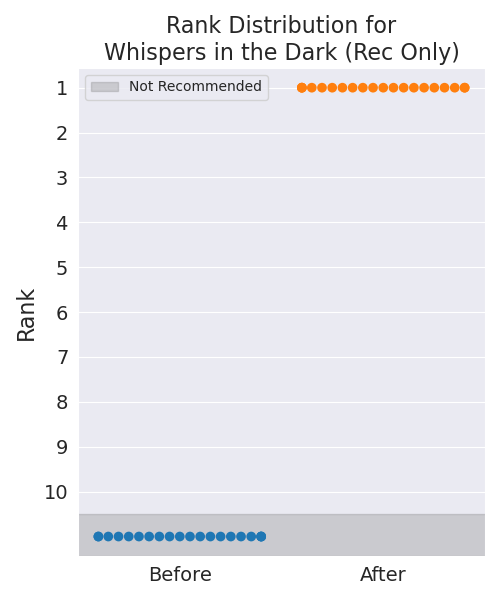 Rank Distribution for
Whispers in the Dark (Rec Only)
Not Recommended
1
2
3
4
5
6
7
8
9
10
Rank
Before
After